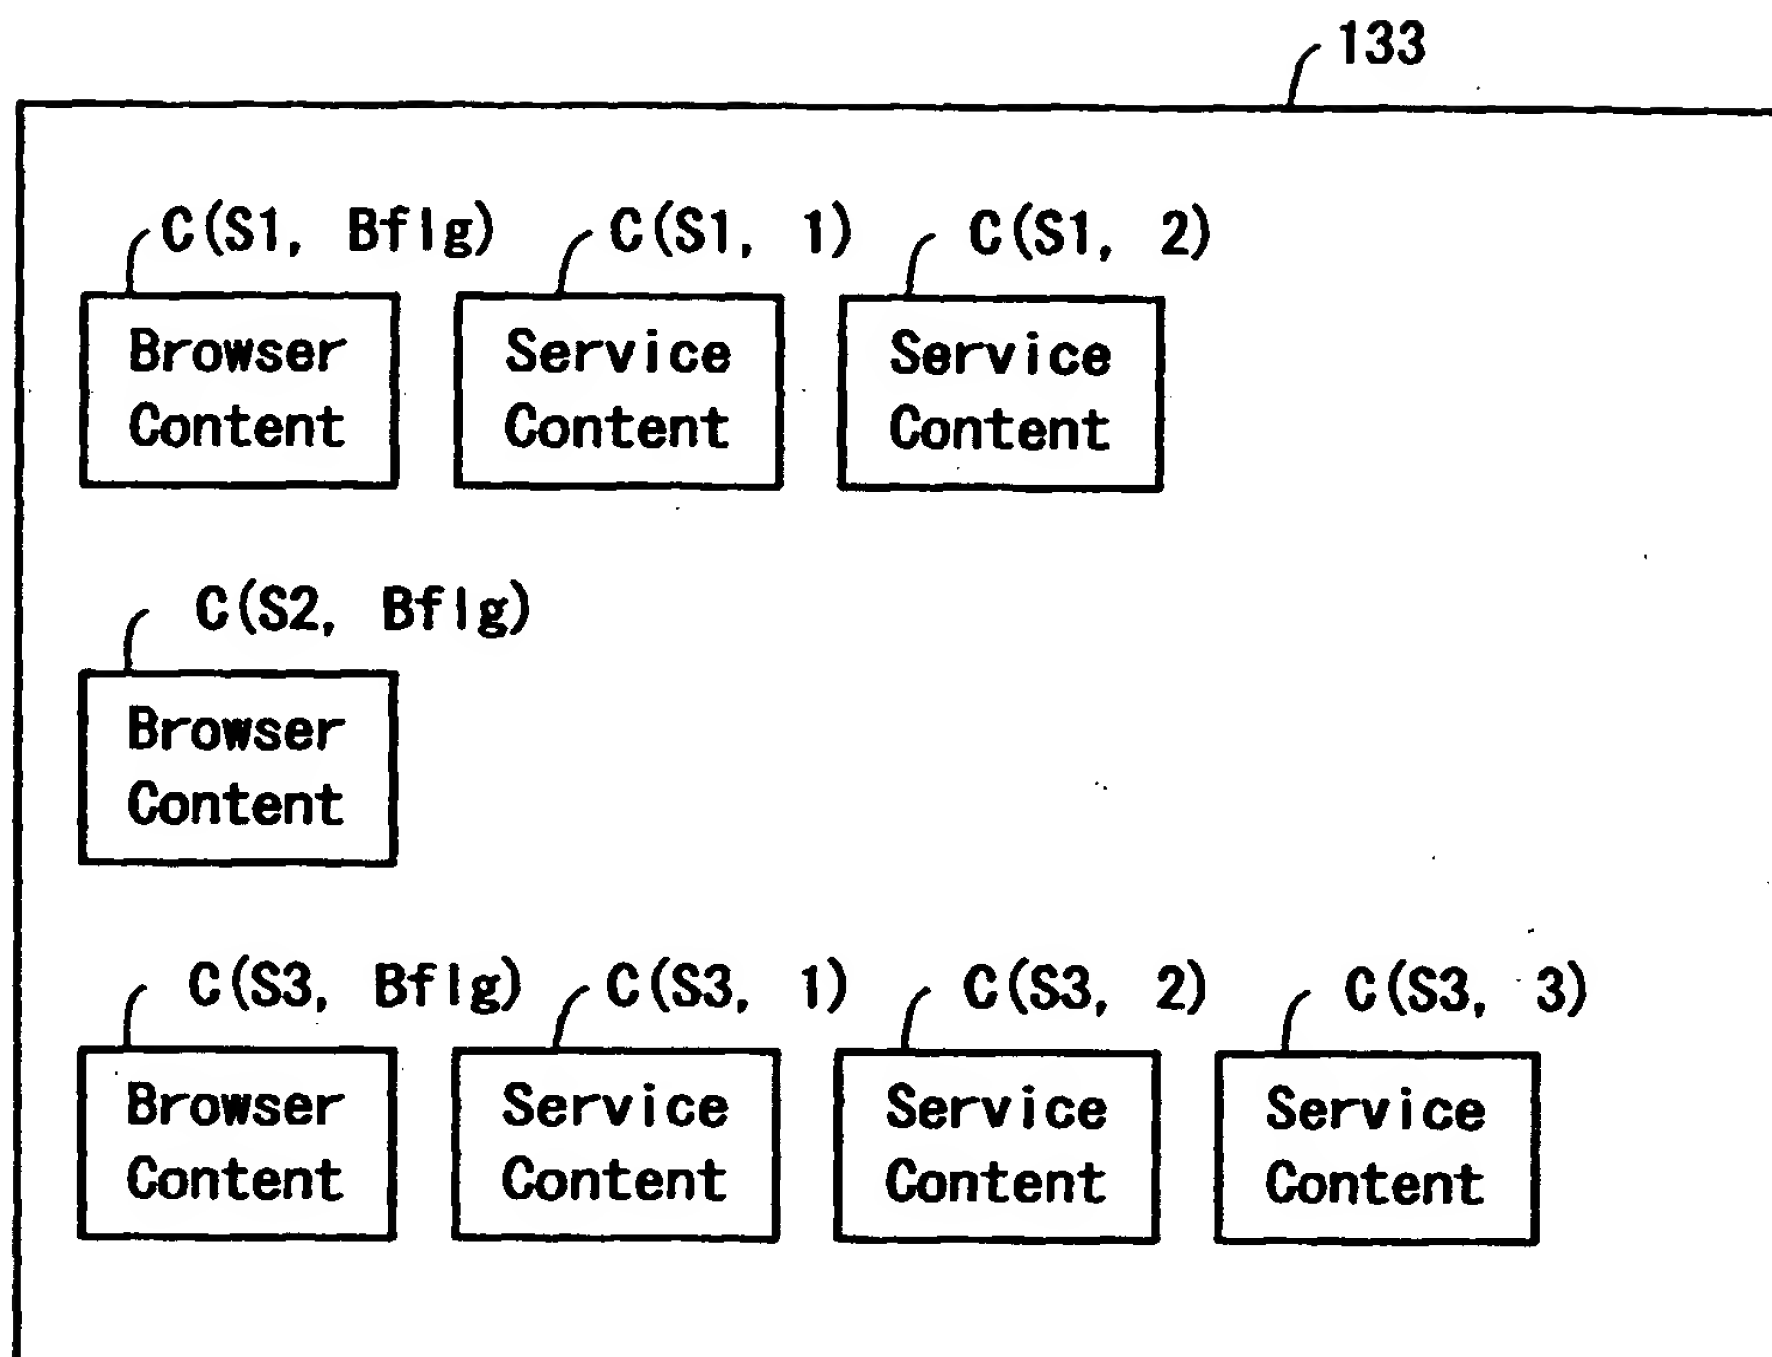 133
C(S1, Bflg) C(S1, 1) C(S1, 2)
Browser Service Service
Content Content Content
C(S2, Bflg)
Browser
Content
C(S3, Bflg) C(S3, 1) C(S3, 2) C(S3, 3)
Browser Service Service Service
Content Content Content Content